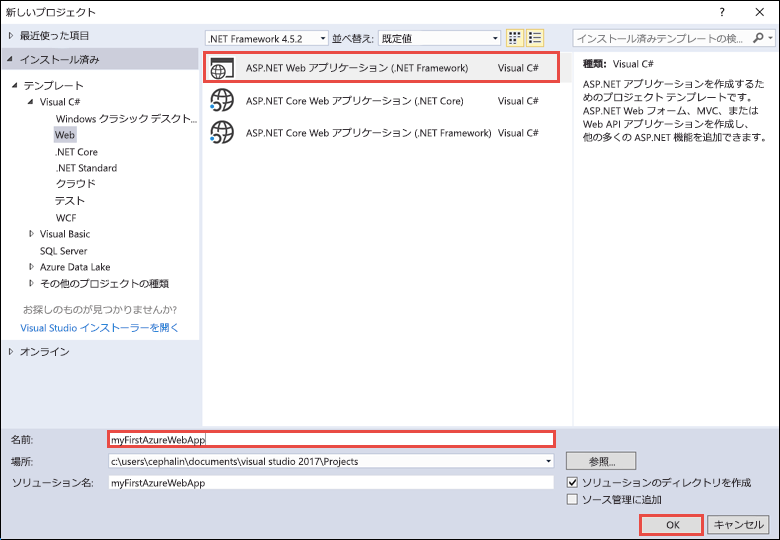 新しいプロジェクト
最近使った項目
インストール済み
テンプレート
Visual C#
Windows クラシック デスクト...
Web
.NET Core
.NET Standard
クラウド
テスト
WCF
Visual Basic
SQL Server
Azure Data Lake
その他のプロジェクトの種類
お探しのものが見つかりませんか?
Visual Studio インストーラーを開く
オンライン
.NET Framework 4.5.2 並べ替え: 既定値
ASP.NET Web アプリケーション (.NET Framework) Visual C#
ASP.NET Core Web アプリケーション (.NET Core) Visual C#
ASP.NET Core Web アプリケーション (.NET Framework) Visual C#
インストール済みテンプレートの検...
種類: Visual C#
ASP.NET アプリケーションを作成するた
めのプロジェクト テンプレートです。
ASP.NET Web フォーム、MVC、または
Web API アプリケーションを作成し、
他の多くの ASP.NET 機能を追加できます。
名前: myFirstAzureWebApp
場所: c:\users\cephalin\documents\visual studio 2017\Projects 参照...
ソリューション名: myFirstAzureWebApp
ソリューションのディレクトリを作成
ソース管理に追加
OK キャンセル